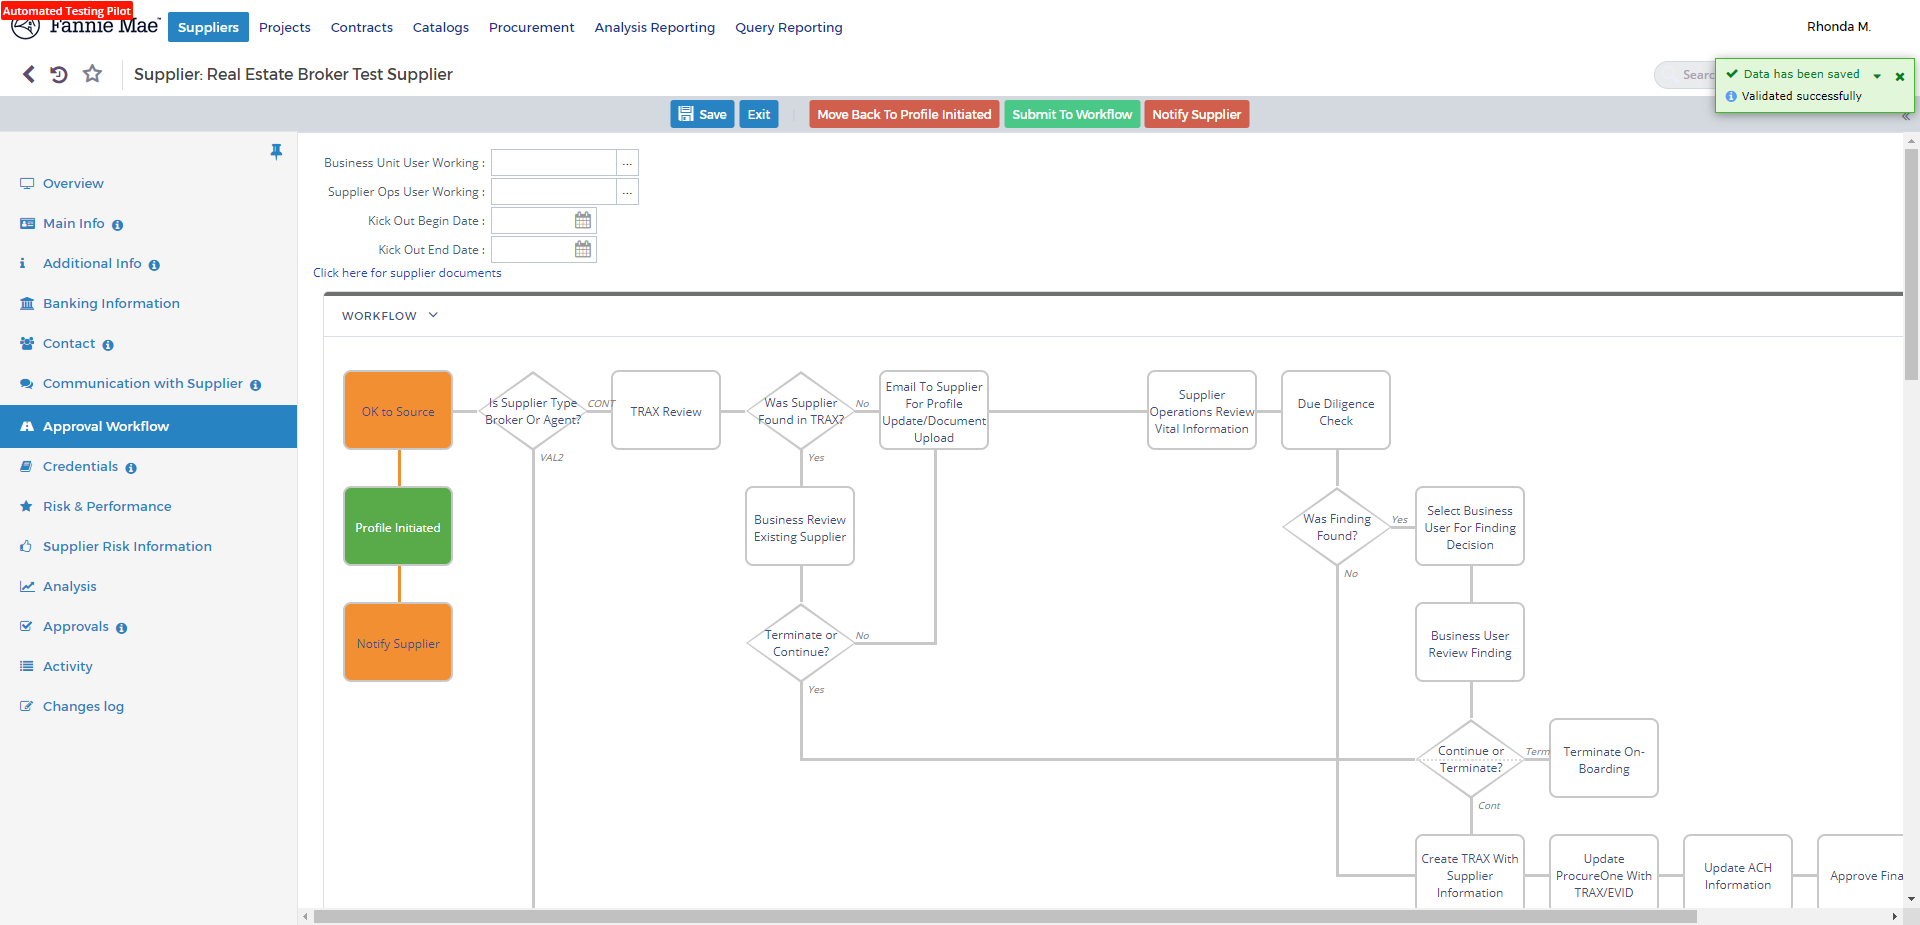 Automated Testing Pilot
Fannie Mae
Suppliers
Projects
Contracts
Catalogs
Procurement
Analysis Reporting
Query Reporting
Rhonda M.
Supplier: Real Estate Broker Test Supplier
Data has been saved
Validated successfully
Save
Exit
Move Back To Profile Initiated
Submit To Workflow
Notify Supplier
Overview
Main Info
Additional Info
Banking Information
Contact
Communication with Supplier
Approval Workflow
Credentials
Risk & Performance
Supplier Risk Information
Analysis
Approvals
Activity
Changes log
Business Unit User Working :
...
Supplier Ops User Working :
...
Kick Out Begin Date :
Kick Out End Date :
Click here for supplier documents
WORKFLOW
OK to Source
Is Supplier Type
Broker Or Agent?
CONT
VAL2
TRAX Review
Was Supplier
Found in TRAX?
No
Yes
Email To Supplier
For Profile
Update/Document
Upload
Supplier
Operations Review
Vital Information
Due Diligence
Check
Profile Initiated
Business Review
Existing Supplier
Was Finding
Found?
Yes
No
Select Business
User For Finding
Decision
Notify Supplier
Terminate or
Continue?
No
Yes
Business User
Review Finding
Continue or
Terminate?
Term
Cont
Terminate On-
Boarding
Create TRAX With
Supplier
Information
Update
ProcureOne With
TRAX/EVID
Update ACH
Information
Approve